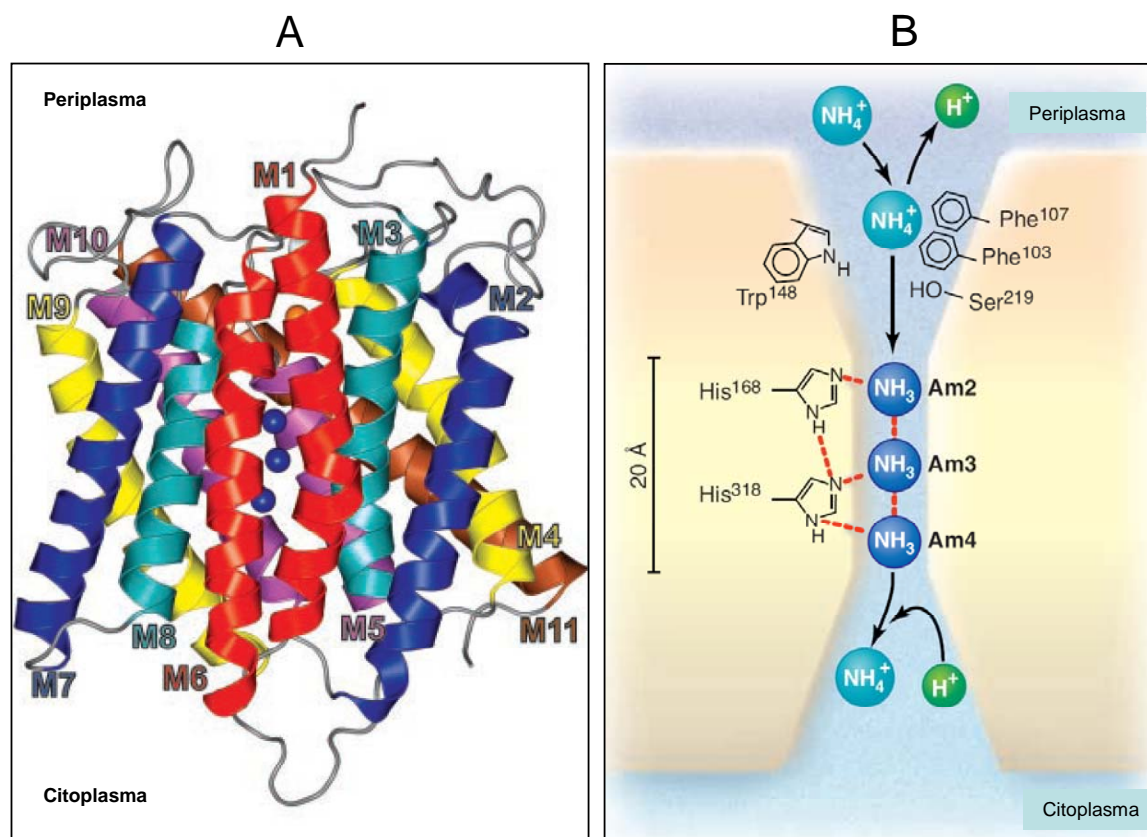 A
B
Periplasma
M1
M3
M10
M2
M9
M4
M5
M11
M8
M6
M7
Citoplasma
NH₄⁺
H⁺
Periplasma
NH₄⁺
Phe¹⁰⁷
Phe¹⁰³
N
H
Trp¹⁴⁸
HO
Ser²¹⁹
His¹⁶⁸
N
N
H
NH₃
Am2
20 Å
NH₃
Am3
His³¹⁸
N
N
H
NH₃
Am4
NH₄⁺
H⁺
Citoplasma